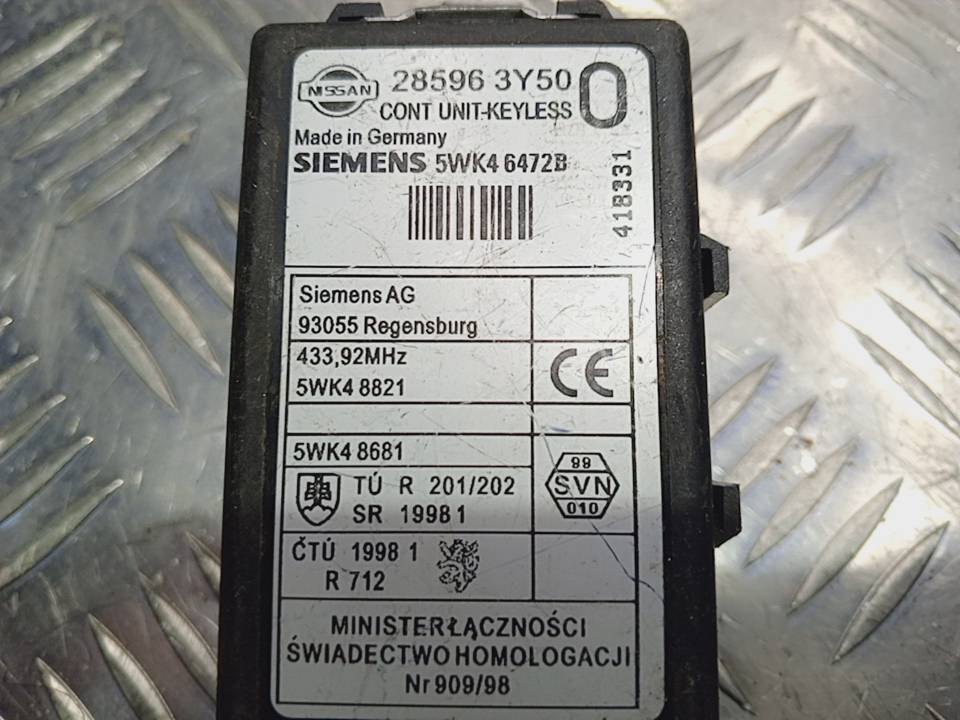 NISSAN 28596 3Y50 0
CONT UNIT-KEYLESS
Made in Germany
SIEMENS 5WK4 6472B
418331
Siemens AG
93055 Regensburg
433,92MHz
5WK4 8821
CE
5WK4 8681
TÚ R 201/202
SR 1998 1
99
SVN
010
ČTÚ 1998 1
R 712
MINISTER ŁĄCZNOŚCI
ŚWIADECTWO HOMOLOGACJI
Nr 909/98